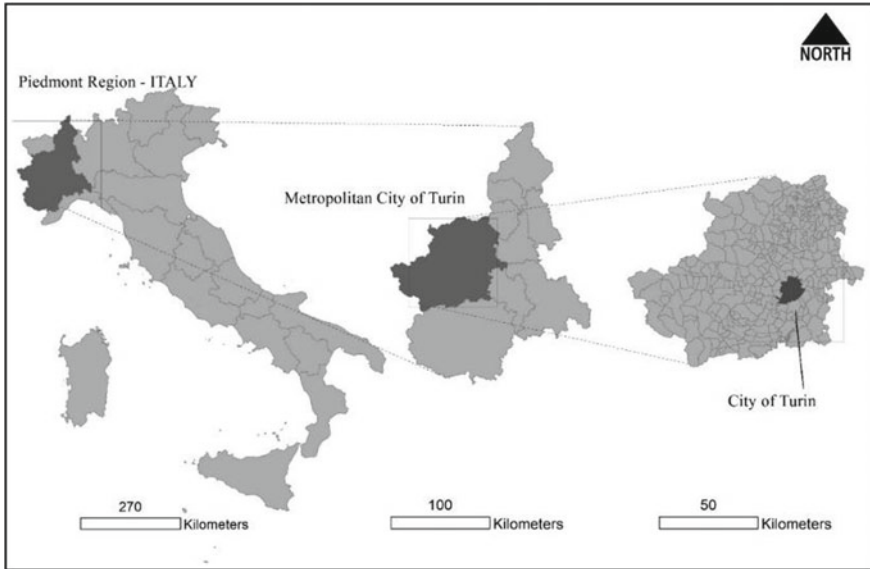 NORTH
Piedmont Region - ITALY
Metropolitan City of Turin
City of Turin
270
Kilometers
100
Kilometers
50
Kilometers